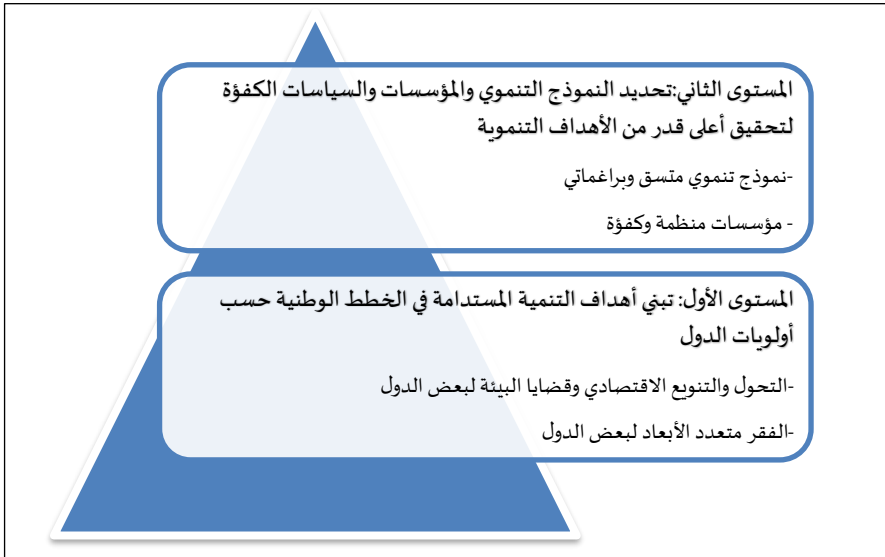 المستوى الثاني:تحديد النموذج التنموي والمؤسسات والسياسات الكفؤة
لتحقيق أعلى قدر من الأهداف التنموية
-نموذج تنموي متسق وبراغماتي
- مؤسسات منظمة وكفؤة
المستوى الأول: تبني أهداف التنمية المستدامة في الخطط الوطنية حسب
أولويات الدول
-التحول والتنويع الاقتصادي وقضايا البيئة لبعض الدول
-الفقر متعدد الأبعاد لبعض الدول